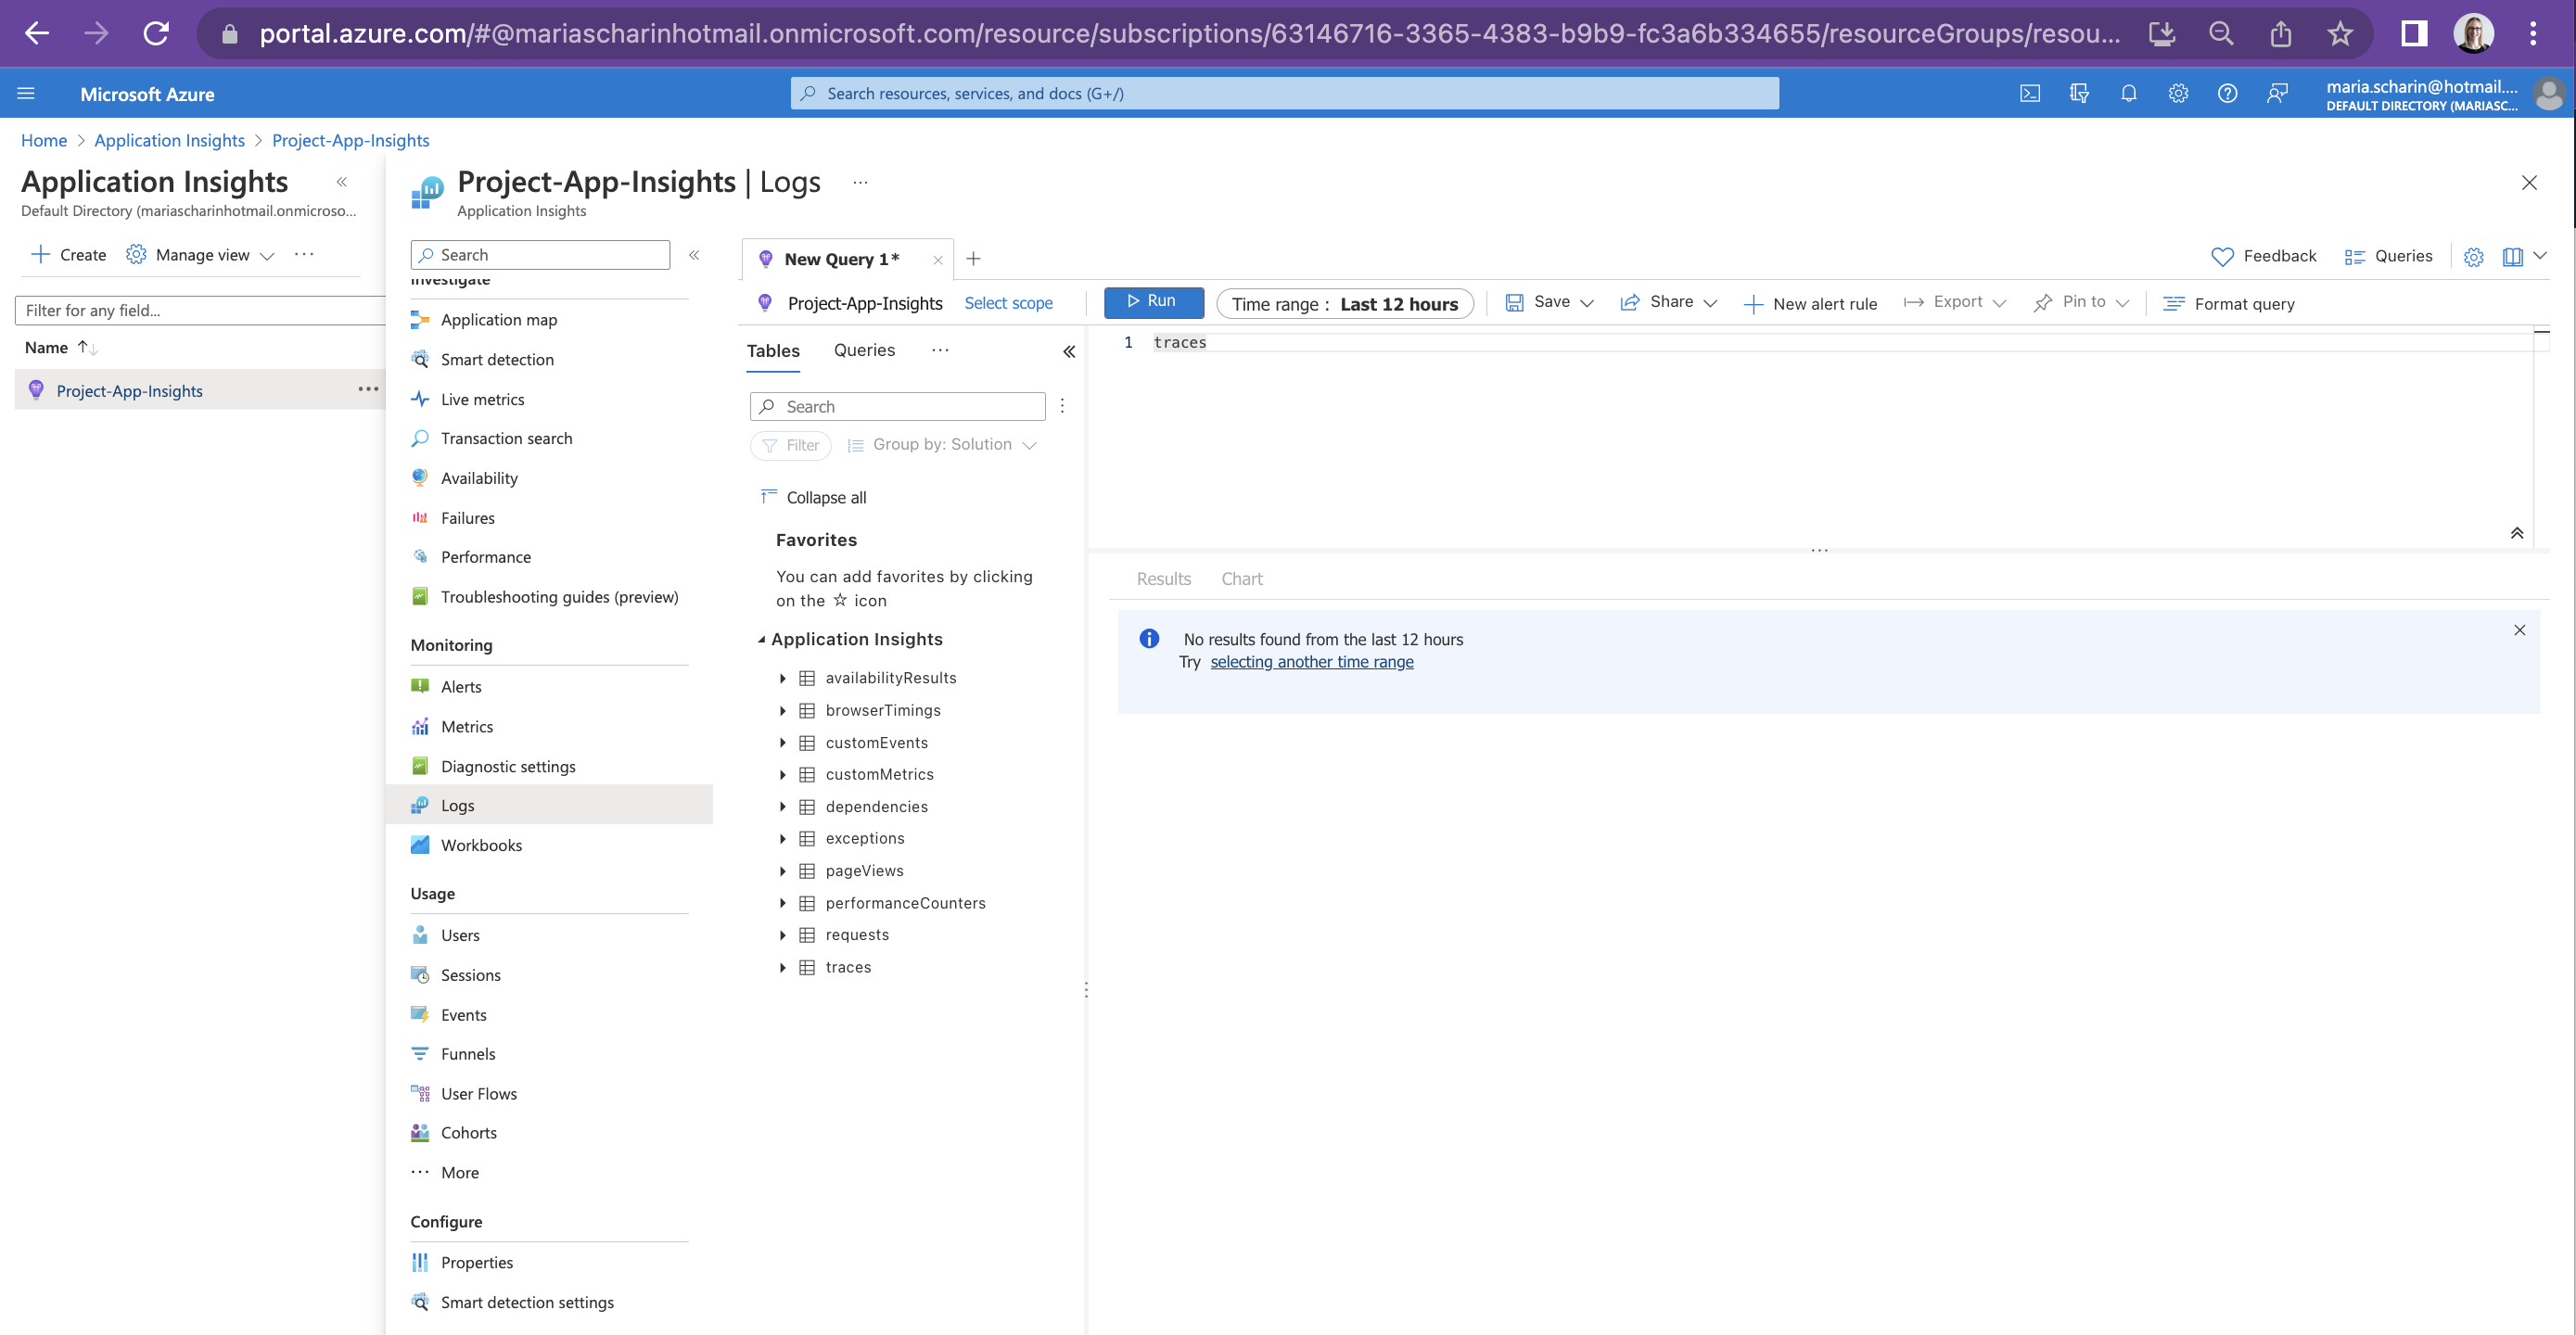 portal.azure.com/#@mariascharinhotmail.onmicrosoft.com/resource/subscriptions/63146716-3365-4383-b9b9-fc3a6b334655/resourceGroups/resou...
Microsoft Azure
Search resources, services, and docs (G+/)
maria.scharin@hotmail....
DEFAULT DIRECTORY (MARIASC...
Home > Application Insights > Project-App-Insights
Application Insights
Default Directory (mariascharinhotmail.onmicroso...
Create
Manage view
Filter for any field...
Name
Project-App-Insights
Project-App-Insights | Logs
Application Insights
Search
Investigate
Application map
Smart detection
Live metrics
Transaction search
Availability
Failures
Performance
Troubleshooting guides (preview)
Monitoring
Alerts
Metrics
Diagnostic settings
Logs
Workbooks
Usage
Users
Sessions
Events
Funnels
User Flows
Cohorts
More
Configure
Properties
Smart detection settings
New Query 1*
Feedback
Queries
Project-App-Insights
Select scope
Run
Time range : Last 12 hours
Save
Share
New alert rule
Export
Pin to
Format query
Tables
Queries
Search
Filter
Group by: Solution
Collapse all
Favorites
You can add favorites by clicking
on the ☆ icon
Application Insights
availabilityResults
browserTimings
customEvents
customMetrics
dependencies
exceptions
pageViews
performanceCounters
requests
traces
1 traces
Results
Chart
No results found from the last 12 hours
Try selecting another time range